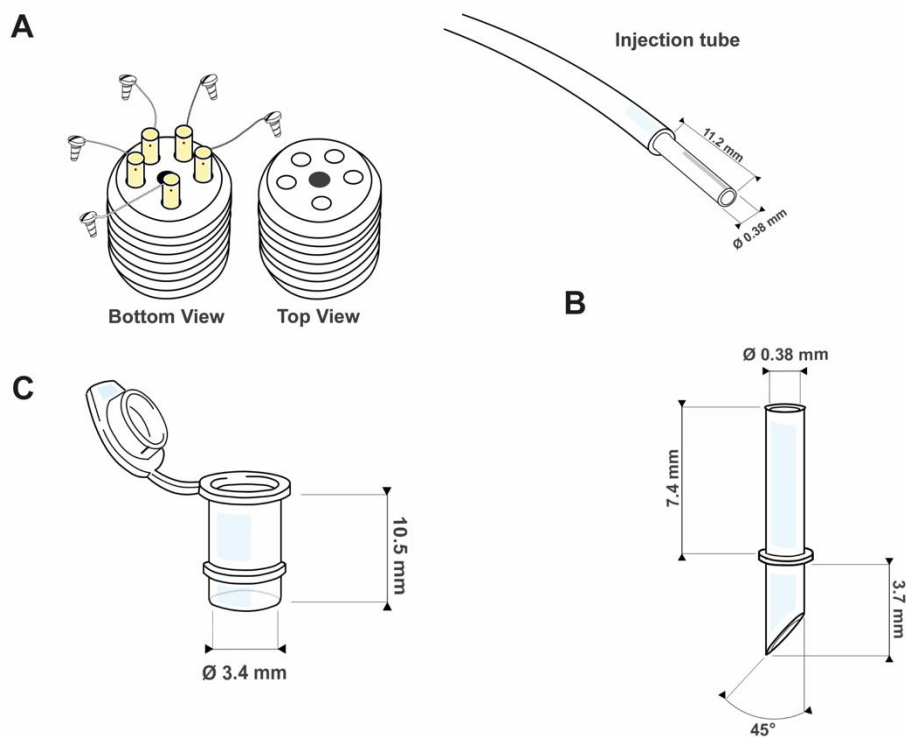 A
Injection tube
11.2 mm
Ø 0.38 mm
Bottom View
Top View
B
Ø 0.38 mm
7.4 mm
3.7 mm
45°
C
10.5 mm
Ø 3.4 mm